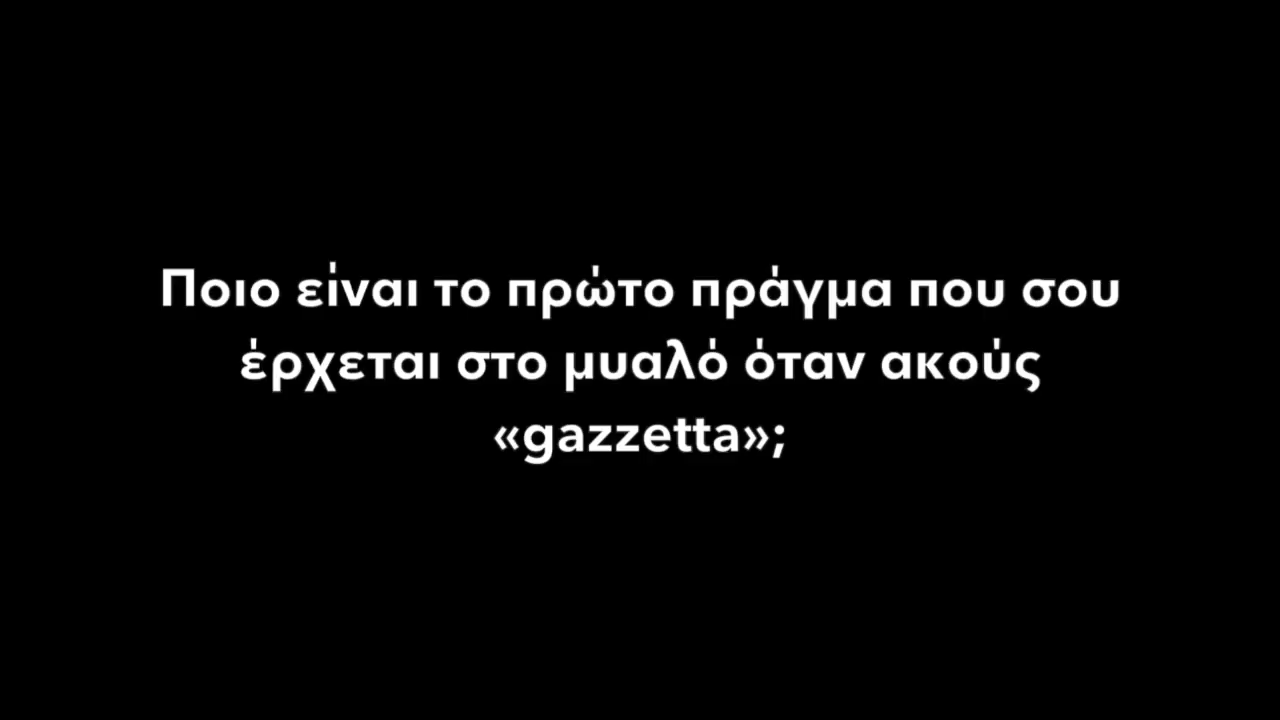 Ποιο είναι το πρώτο πράγμα που σου
έρχεται στο μυαλό όταν ακούς
«gazzetta»;